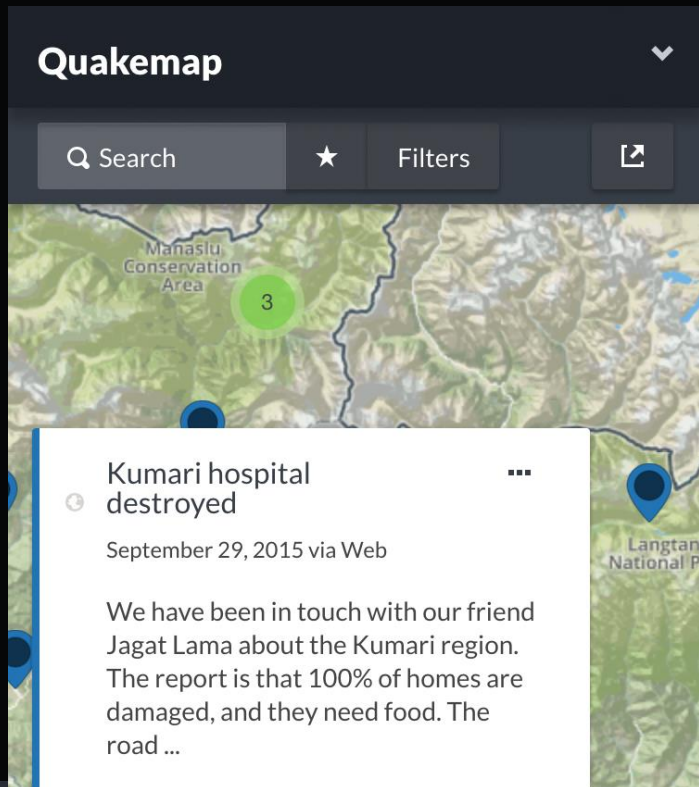 Quakemap
Search
Filters
Manaslu
Conservation
Area
3
Kumari hospital
destroyed
September 29, 2015 via Web
We have been in touch with our friend
Jagat Lama about the Kumari region.
The report is that 100% of homes are
damaged, and they need food. The
road ...
Langtan
National P